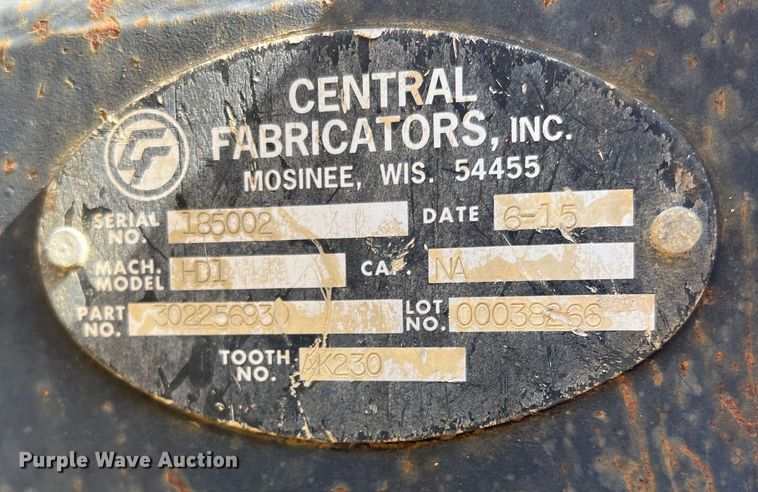 CENTRAL
FABRICATORS, INC.
MOSINEE, WIS. 54455
SERIAL NO. 185002 DATE 6-15
MACH. MODEL HD1 CAP. NA
PART NO. 302256930 LOT NO. 00038266
TOOTH NO. 4K230
Purple Wave Auction